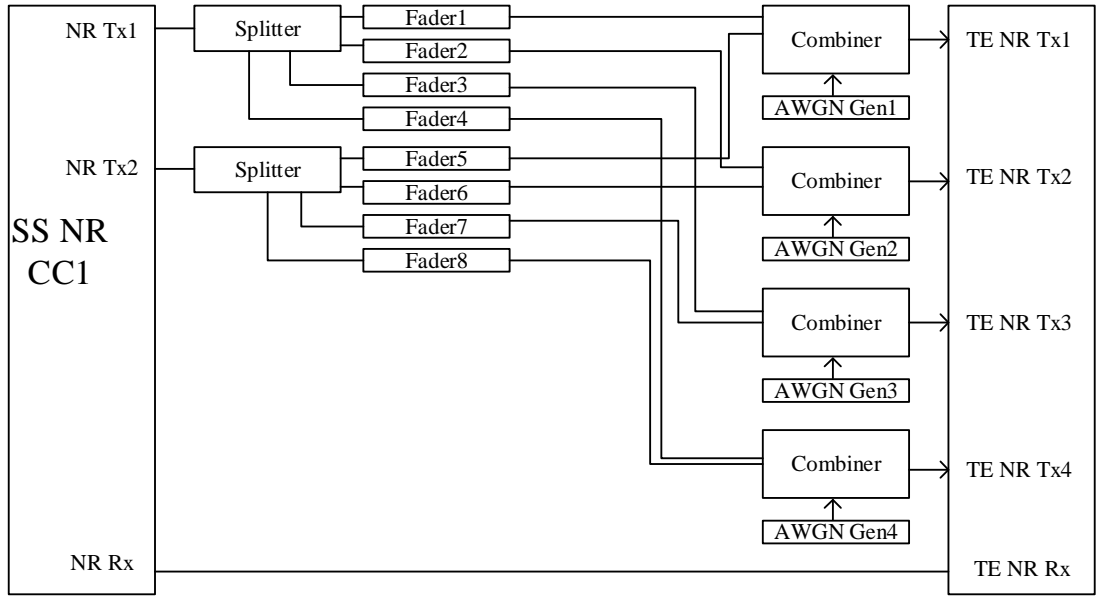 NR Tx1
Splitter
Fader1
Fader2
Fader3
Fader4
Combiner
TE NR Tx1
AWGN Gen1
NR Tx2
Splitter
Fader5
Fader6
Fader7
Fader8
Combiner
TE NR Tx2
AWGN Gen2
SS NR
CC1
Combiner
TE NR Tx3
AWGN Gen3
Combiner
TE NR Tx4
AWGN Gen4
NR Rx
TE NR Rx